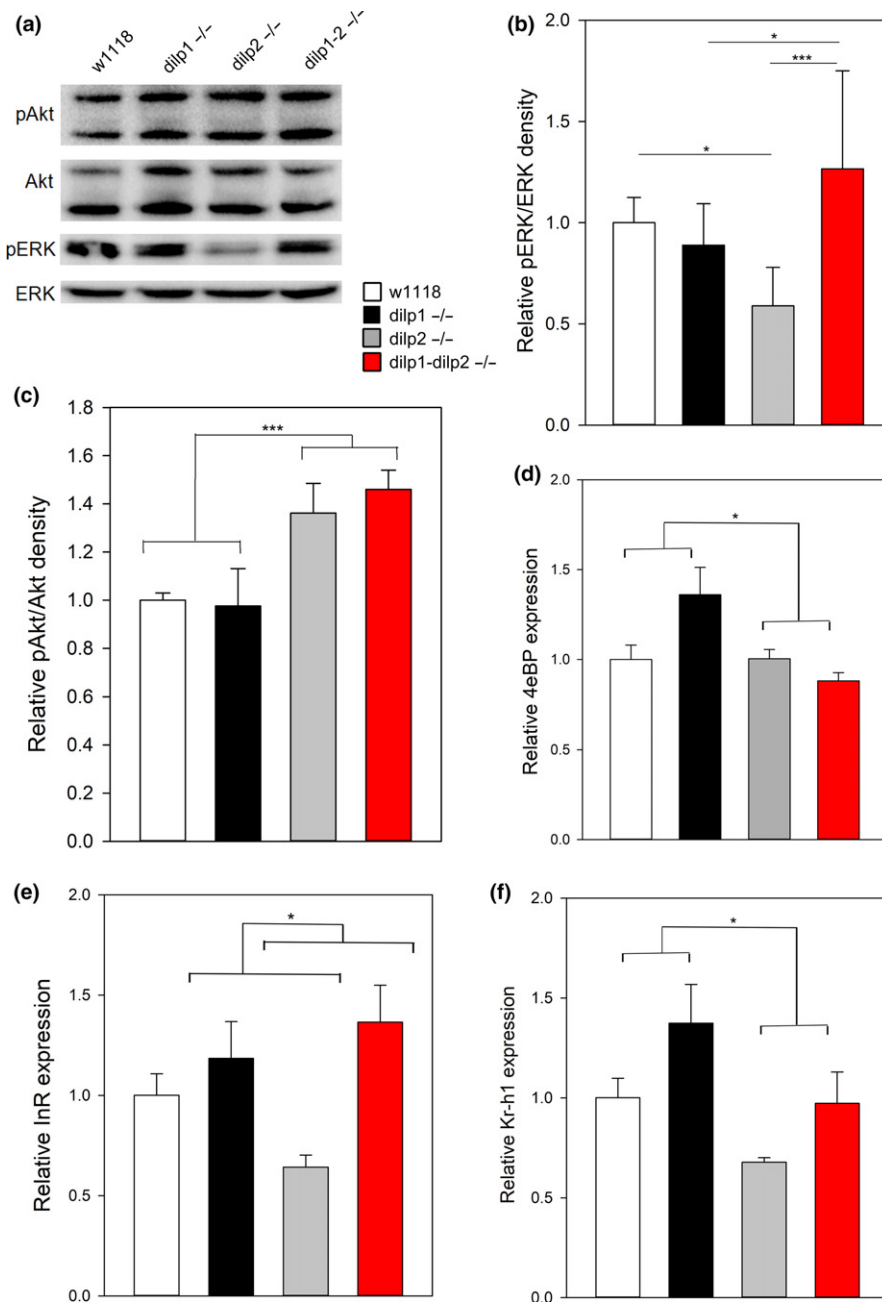 (a)
w1118
dilp1 –/–
dilp2 –/–
dilp1-2 –/–
pAkt
Akt
pERK
ERK
w1118
dilp1 –/–
dilp2 –/–
dilp1-dilp2 –/–
(b)
Relative pERK/ERK density
2.0
1.5
1.0
0.5
0.0
*
*
***
(c)
Relative pAkt/Akt density
1.8
1.6
1.4
1.2
1.0
0.8
0.6
0.4
0.2
0.0
***
(d)
Relative 4eBP expression
2.0
1.5
1.0
0.5
0.0
*
(e)
Relative InR expression
2.0
1.5
1.0
0.5
0.0
*
(f)
Relative Kr-h1 expression
2.0
1.5
1.0
0.5
0.0
*